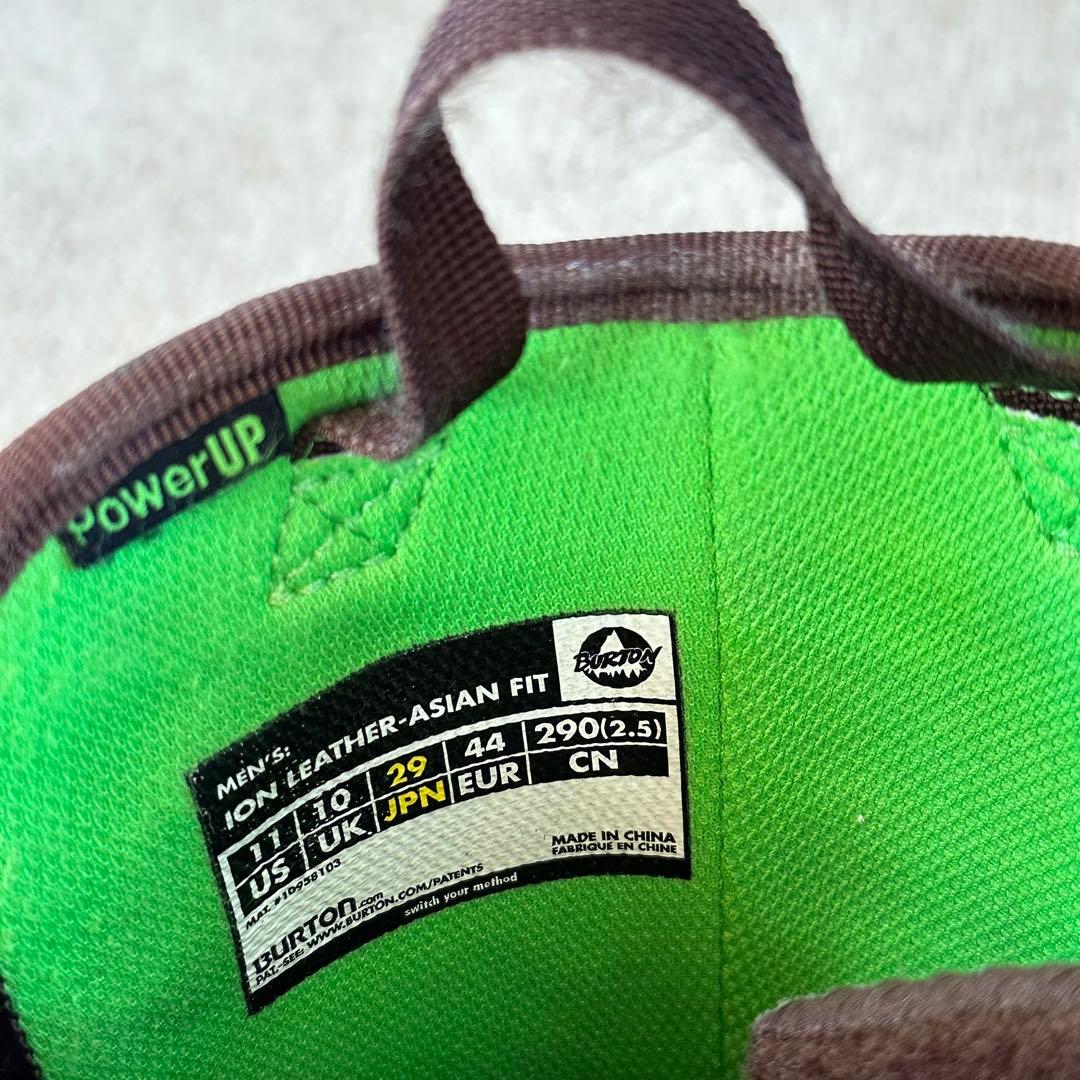 PowerUP
BURTON
MEN'S:
ION LEATHER-ASIAN FIT
11 10 29 44 290(2.5)
US UK JPN EUR CN
MAT. #10958103
MADE IN CHINA
FABRIQUE EN CHINE
BURTON.com
PAT.-SEE: WWW.BURTON.COM/PATENTS
switch your method